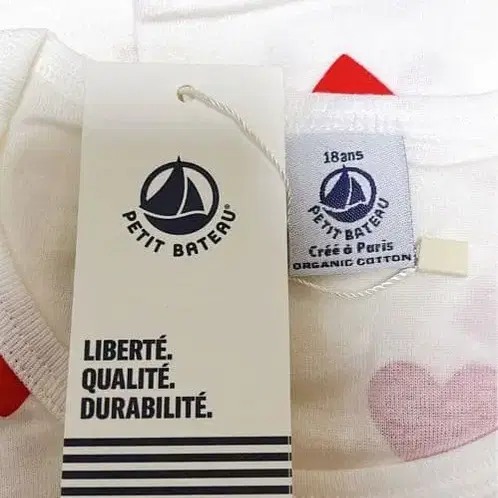 PETIT BATEAU®
LIBERTÉ.
QUALITÉ.
DURABILITÉ.
18ans
PETIT BATEAU
Créé à Paris
ORGANIC COTTON